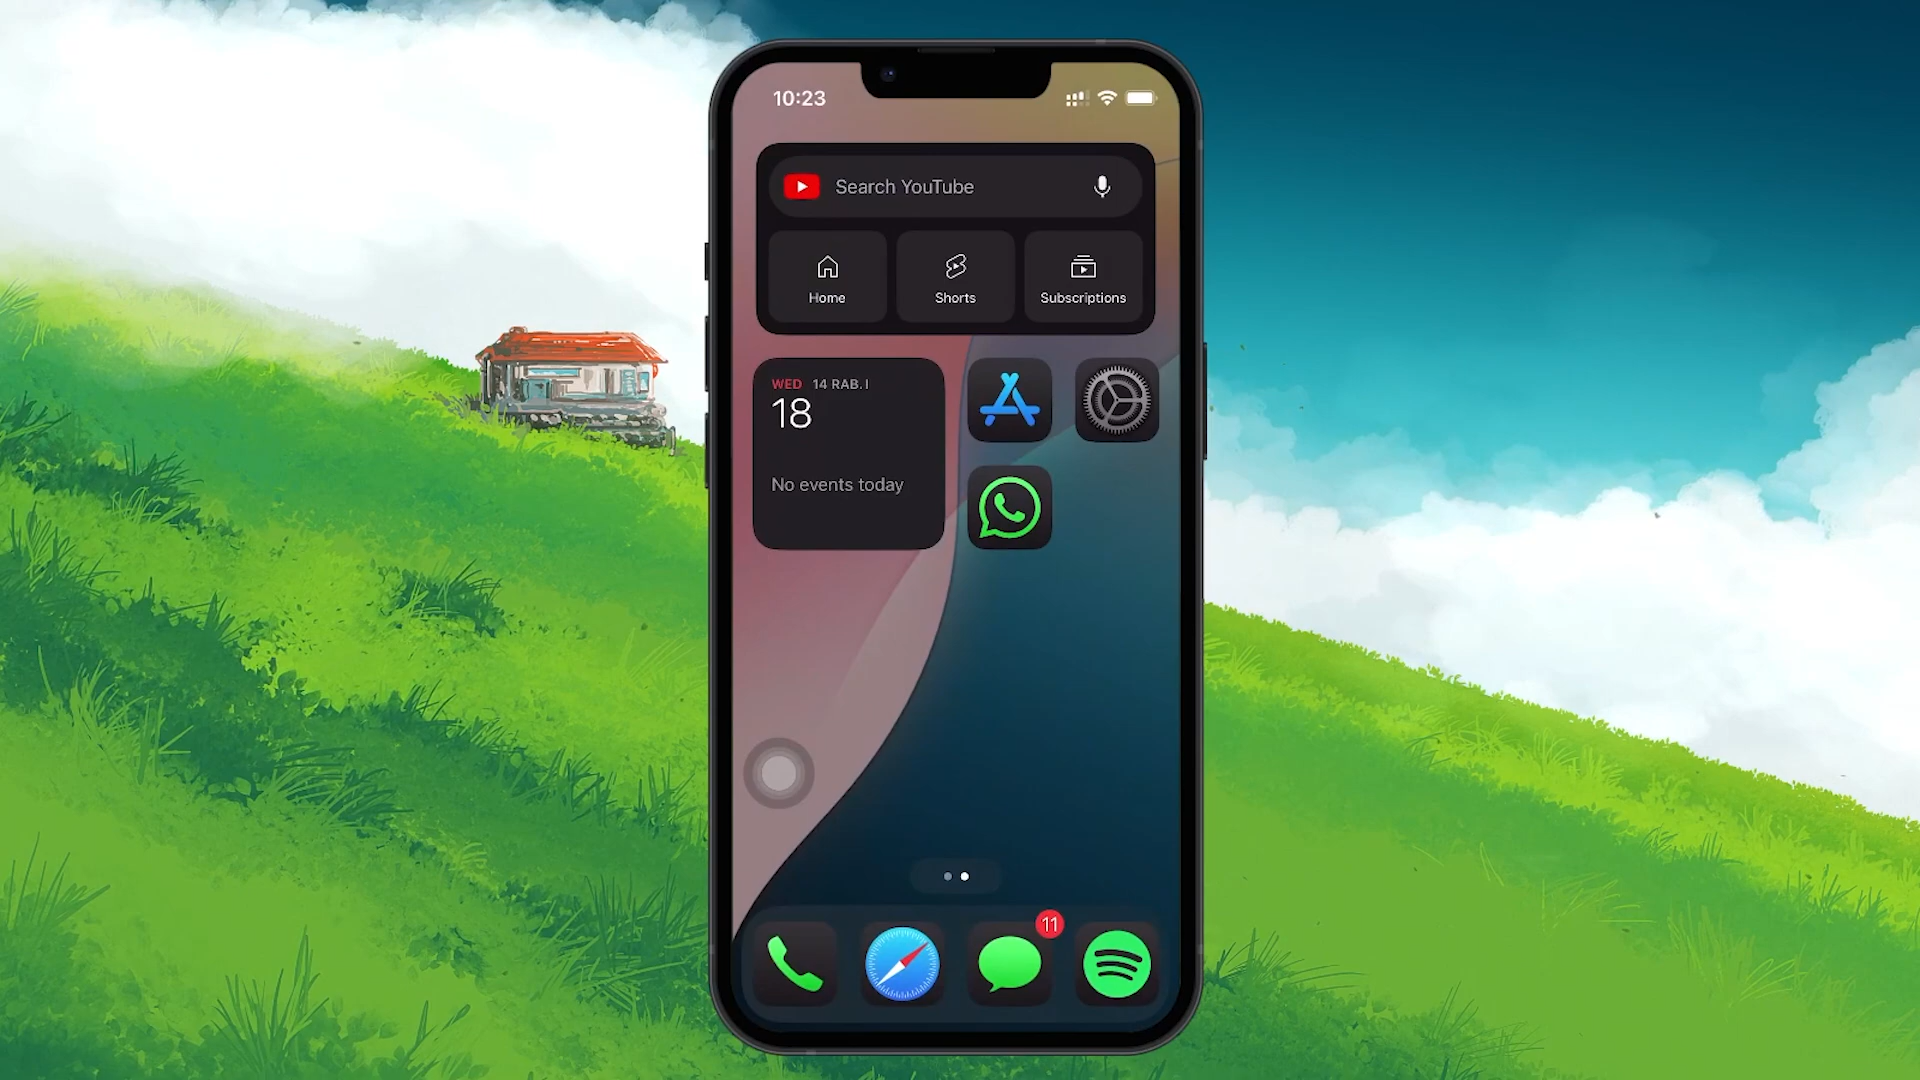 10:23
Search YouTube
Home
Shorts
Subscriptions
WED 14 RAB. I
18
No events today
11